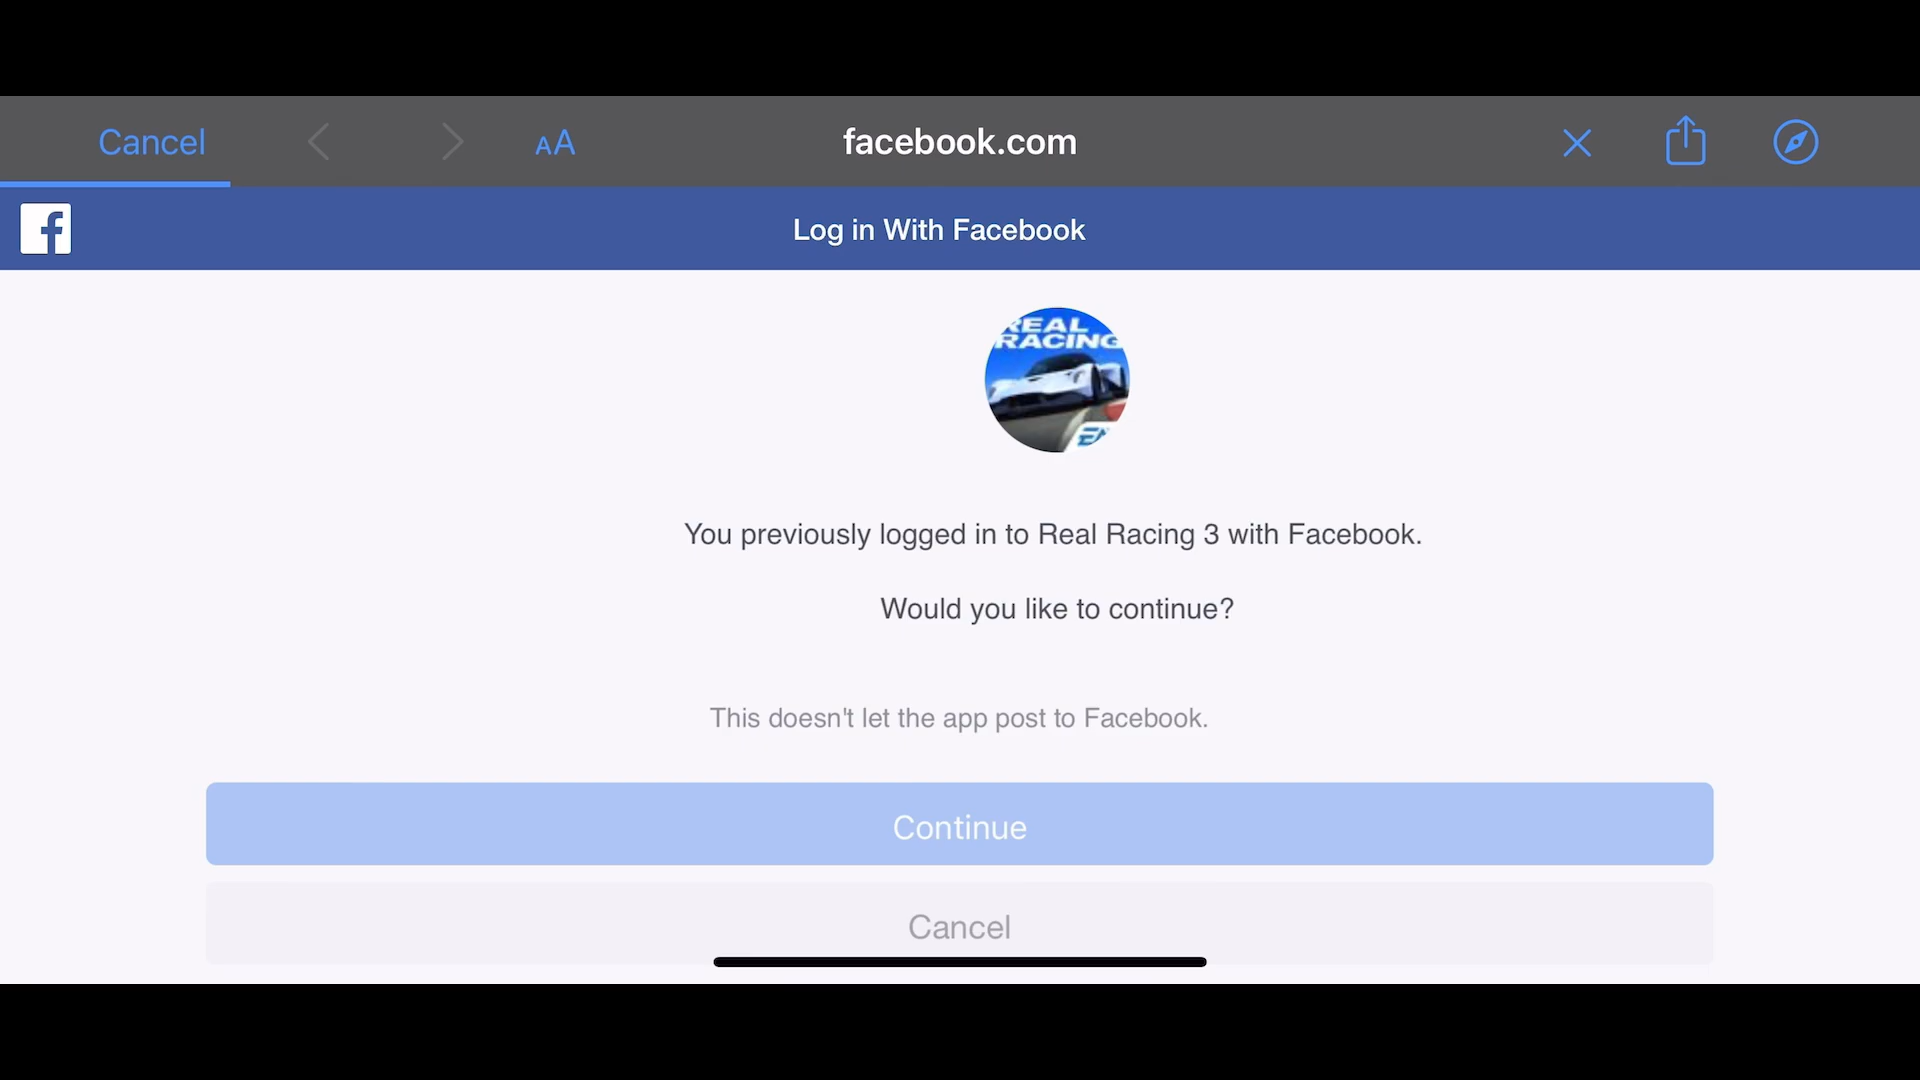 Cancel
AA
facebook.com
f
Log in With Facebook
REAL
RACING
EA
You previously logged in to Real Racing 3 with Facebook.
Would you like to continue?
This doesn't let the app post to Facebook.
Continue
Cancel